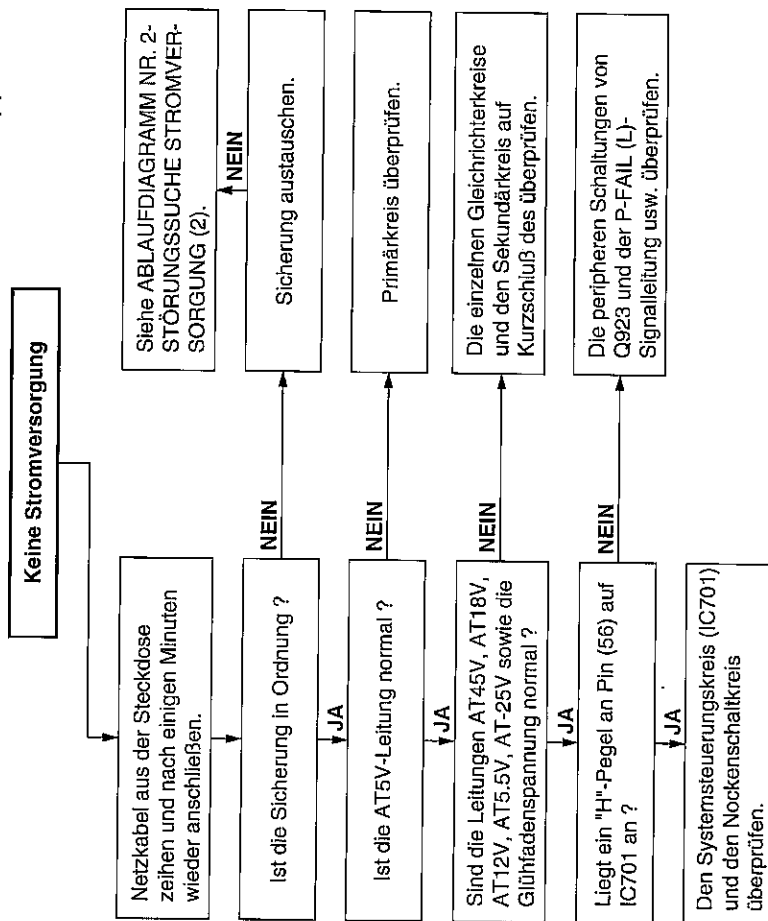 Keine Stromversorgung
Netzkabel aus der Steckdose
zeihen und nach einigen Minuten
wieder anschließen.
Ist die Sicherung in Ordnung ?
NEIN
Sicherung austauschen.
NEIN
Siehe ABLAUFDIAGRAMM NR. 2-
STÖRUNGSSUCHE STROMVER-
SORGUNG (2).
JA
Ist die AT5V-Leitung normal ?
NEIN
Primärkreis überprüfen.
JA
Sind die Leitungen AT45V, AT18V,
AT12V, AT5.5V, AT-25V sowie die
Glühfadenspannung normal ?
NEIN
Die einzelnen Gleichrichterkreise
und den Sekundärkreis auf
Kurzschluß des überprüfen.
JA
Liegt ein "H"-Pegel an Pin (56) auf
IC701 an ?
NEIN
Die peripheren Schaltungen von
Q923 und der P-FAIL (L)-
Signalleitung usw. überprüfen.
JA
Den Systemsteuerungskreis (IC701)
und den Nockenschaltkreis
überprüfen.